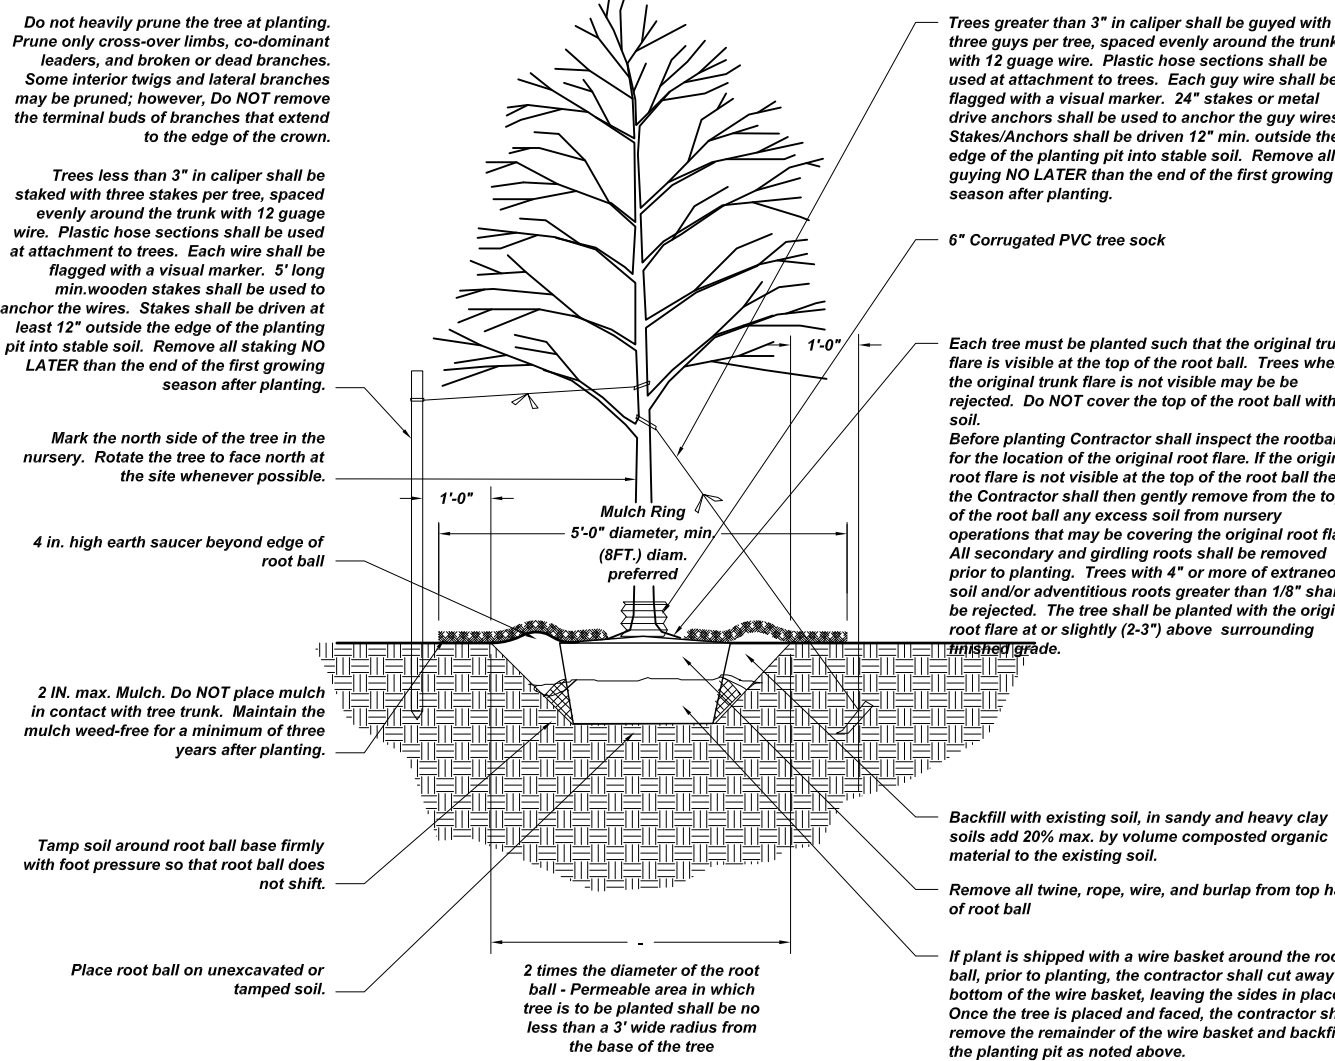 Do not heavily prune the tree at planting.
Prune only cross-over limbs, co-dominant
leaders, and broken or dead branches.
Some interior twigs and lateral branches
may be pruned; however, Do NOT remove
the terminal buds of branches that extend
to the edge of the crown.
Trees less than 3" in caliper shall be
staked with three stakes per tree, spaced
evenly around the trunk with 12 guage
wire. Plastic hose sections shall be used
at attachment to trees. Each wire shall be
flagged with a visual marker. 5' long
min.wooden stakes shall be used to
anchor the wires. Stakes shall be driven at
least 12" outside the edge of the planting
pit into stable soil. Remove all staking NO
LATER than the end of the first growing
season after planting.
Mark the north side of the tree in the
nursery. Rotate the tree to face north at
the site whenever possible.
4 in. high earth saucer beyond edge of
root ball
2 IN. max. Mulch. Do NOT place mulch
in contact with tree trunk. Maintain the
mulch weed-free for a minimum of three
years after planting.
Tamp soil around root ball base firmly
with foot pressure so that root ball does
not shift.
Place root ball on unexcavated or
tamped soil.
1'-0"
Mulch Ring
5'-0" diameter, min.
(8FT.) diam.
preferred
1'-0"
-
2 times the diameter of the root
ball - Permeable area in which
tree is to be planted shall be no
less than a 3' wide radius from
the base of the tree
Trees greater than 3" in caliper shall be guyed with
three guys per tree, spaced evenly around the trunk
with 12 guage wire. Plastic hose sections shall be
used at attachment to trees. Each guy wire shall be
flagged with a visual marker. 24" stakes or metal
drive anchors shall be used to anchor the guy wires
Stakes/Anchors shall be driven 12" min. outside the
edge of the planting pit into stable soil. Remove all
guying NO LATER than the end of the first growing
season after planting.
6" Corrugated PVC tree sock
Each tree must be planted such that the original
flare is visible at the top of the root ball. Trees
the original trunk flare is not visible may be be
rejected. Do NOT cover the top of the root ball with
soil.
Before planting Contractor shall inspect the
for the location of the original root flare. If the
root flare is not visible at the top of the root ball
the Contractor shall then gently remove from the
of the root ball any excess soil from nursery
operations that may be covering the original root
All secondary and girdling roots shall be removed
prior to planting. Trees with 4" or more of
soil and/or adventitious roots greater than 1/8"
be rejected. The tree shall be planted with the
root flare at or slightly (2-3") above surrounding
finished grade.
Backfill with existing soil, in sandy and heavy clay
soils add 20% max. by volume composted organic
material to the existing soil.
Remove all twine, rope, wire, and burlap from top
of root ball
If plant is shipped with a wire basket around the
ball, prior to planting, the contractor shall cut away
bottom of the wire basket, leaving the sides in place
Once the tree is placed and faced, the contractor
remove the remainder of the wire basket and
the planting pit as noted above.